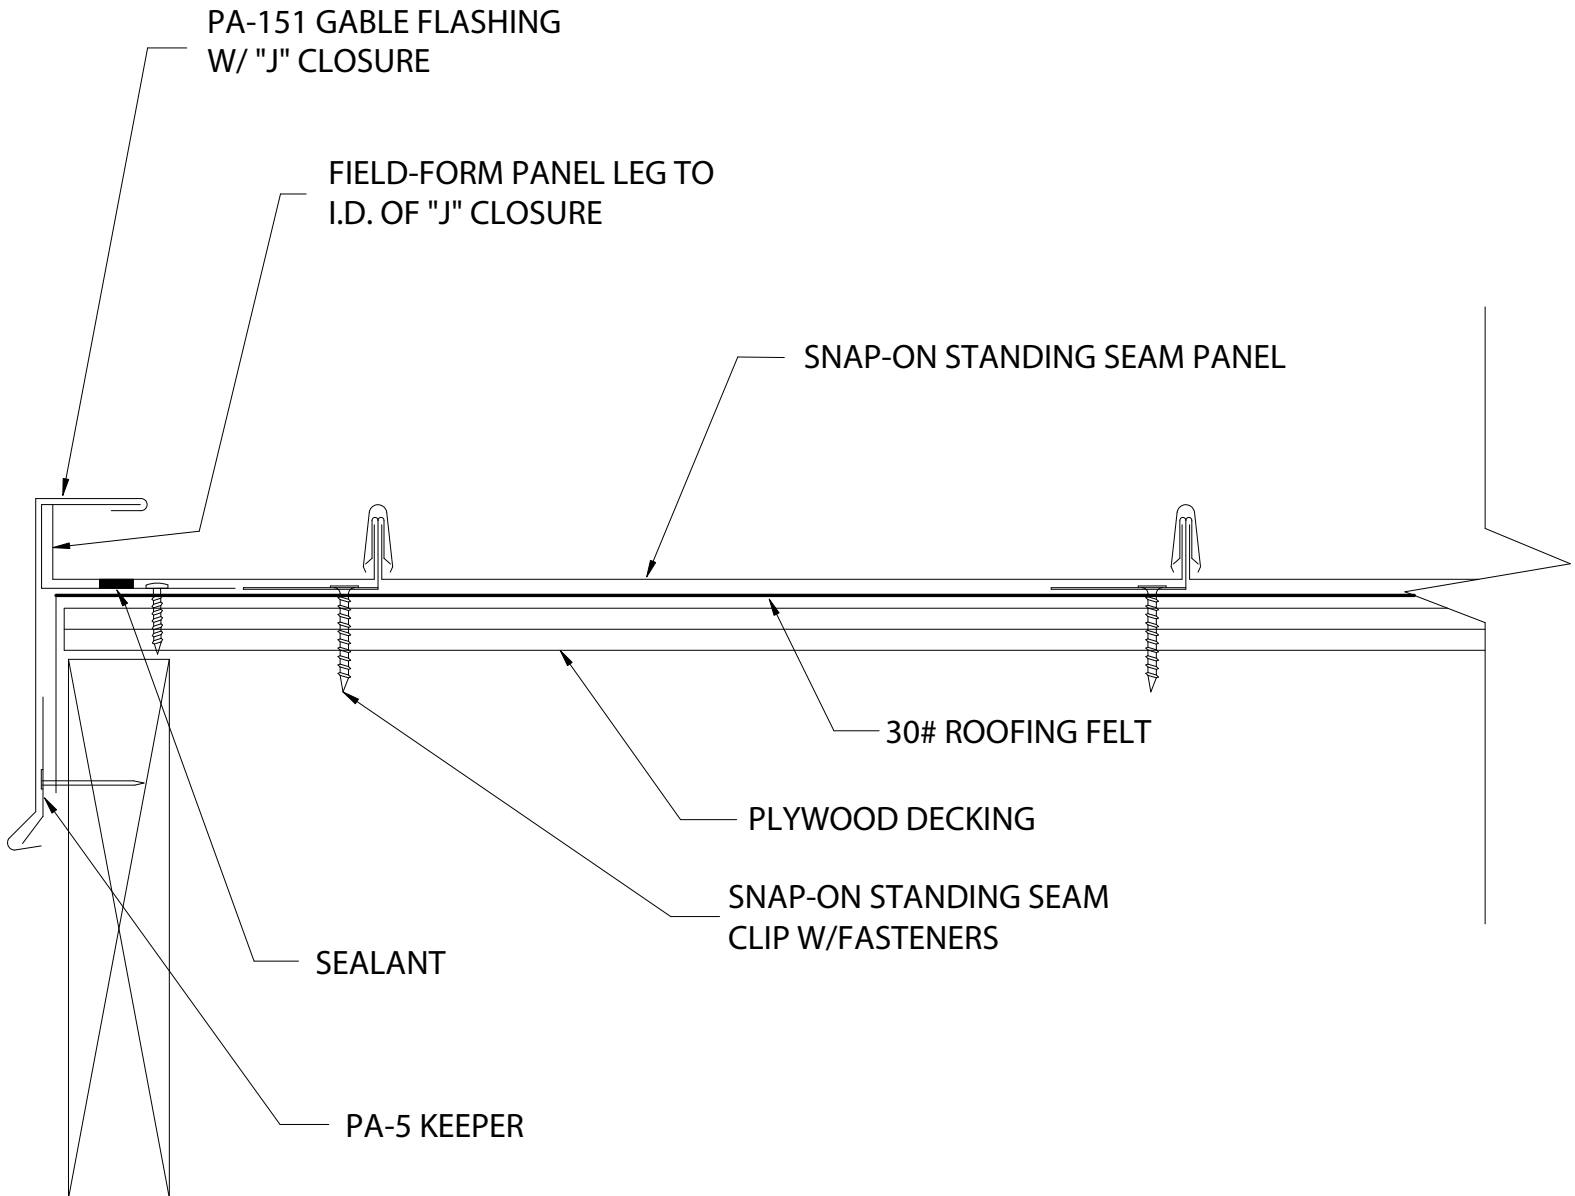 PA-151 GABLE FLASHING
W/ "J" CLOSURE
FIELD-FORM PANEL LEG TO
I.D. OF "J" CLOSURE
SNAP-ON STANDING SEAM PANEL
30# ROOFING FELT
PLYWOOD DECKING
SNAP-ON STANDING SEAM
CLIP W/FASTENERS
SEALANT
PA-5 KEEPER